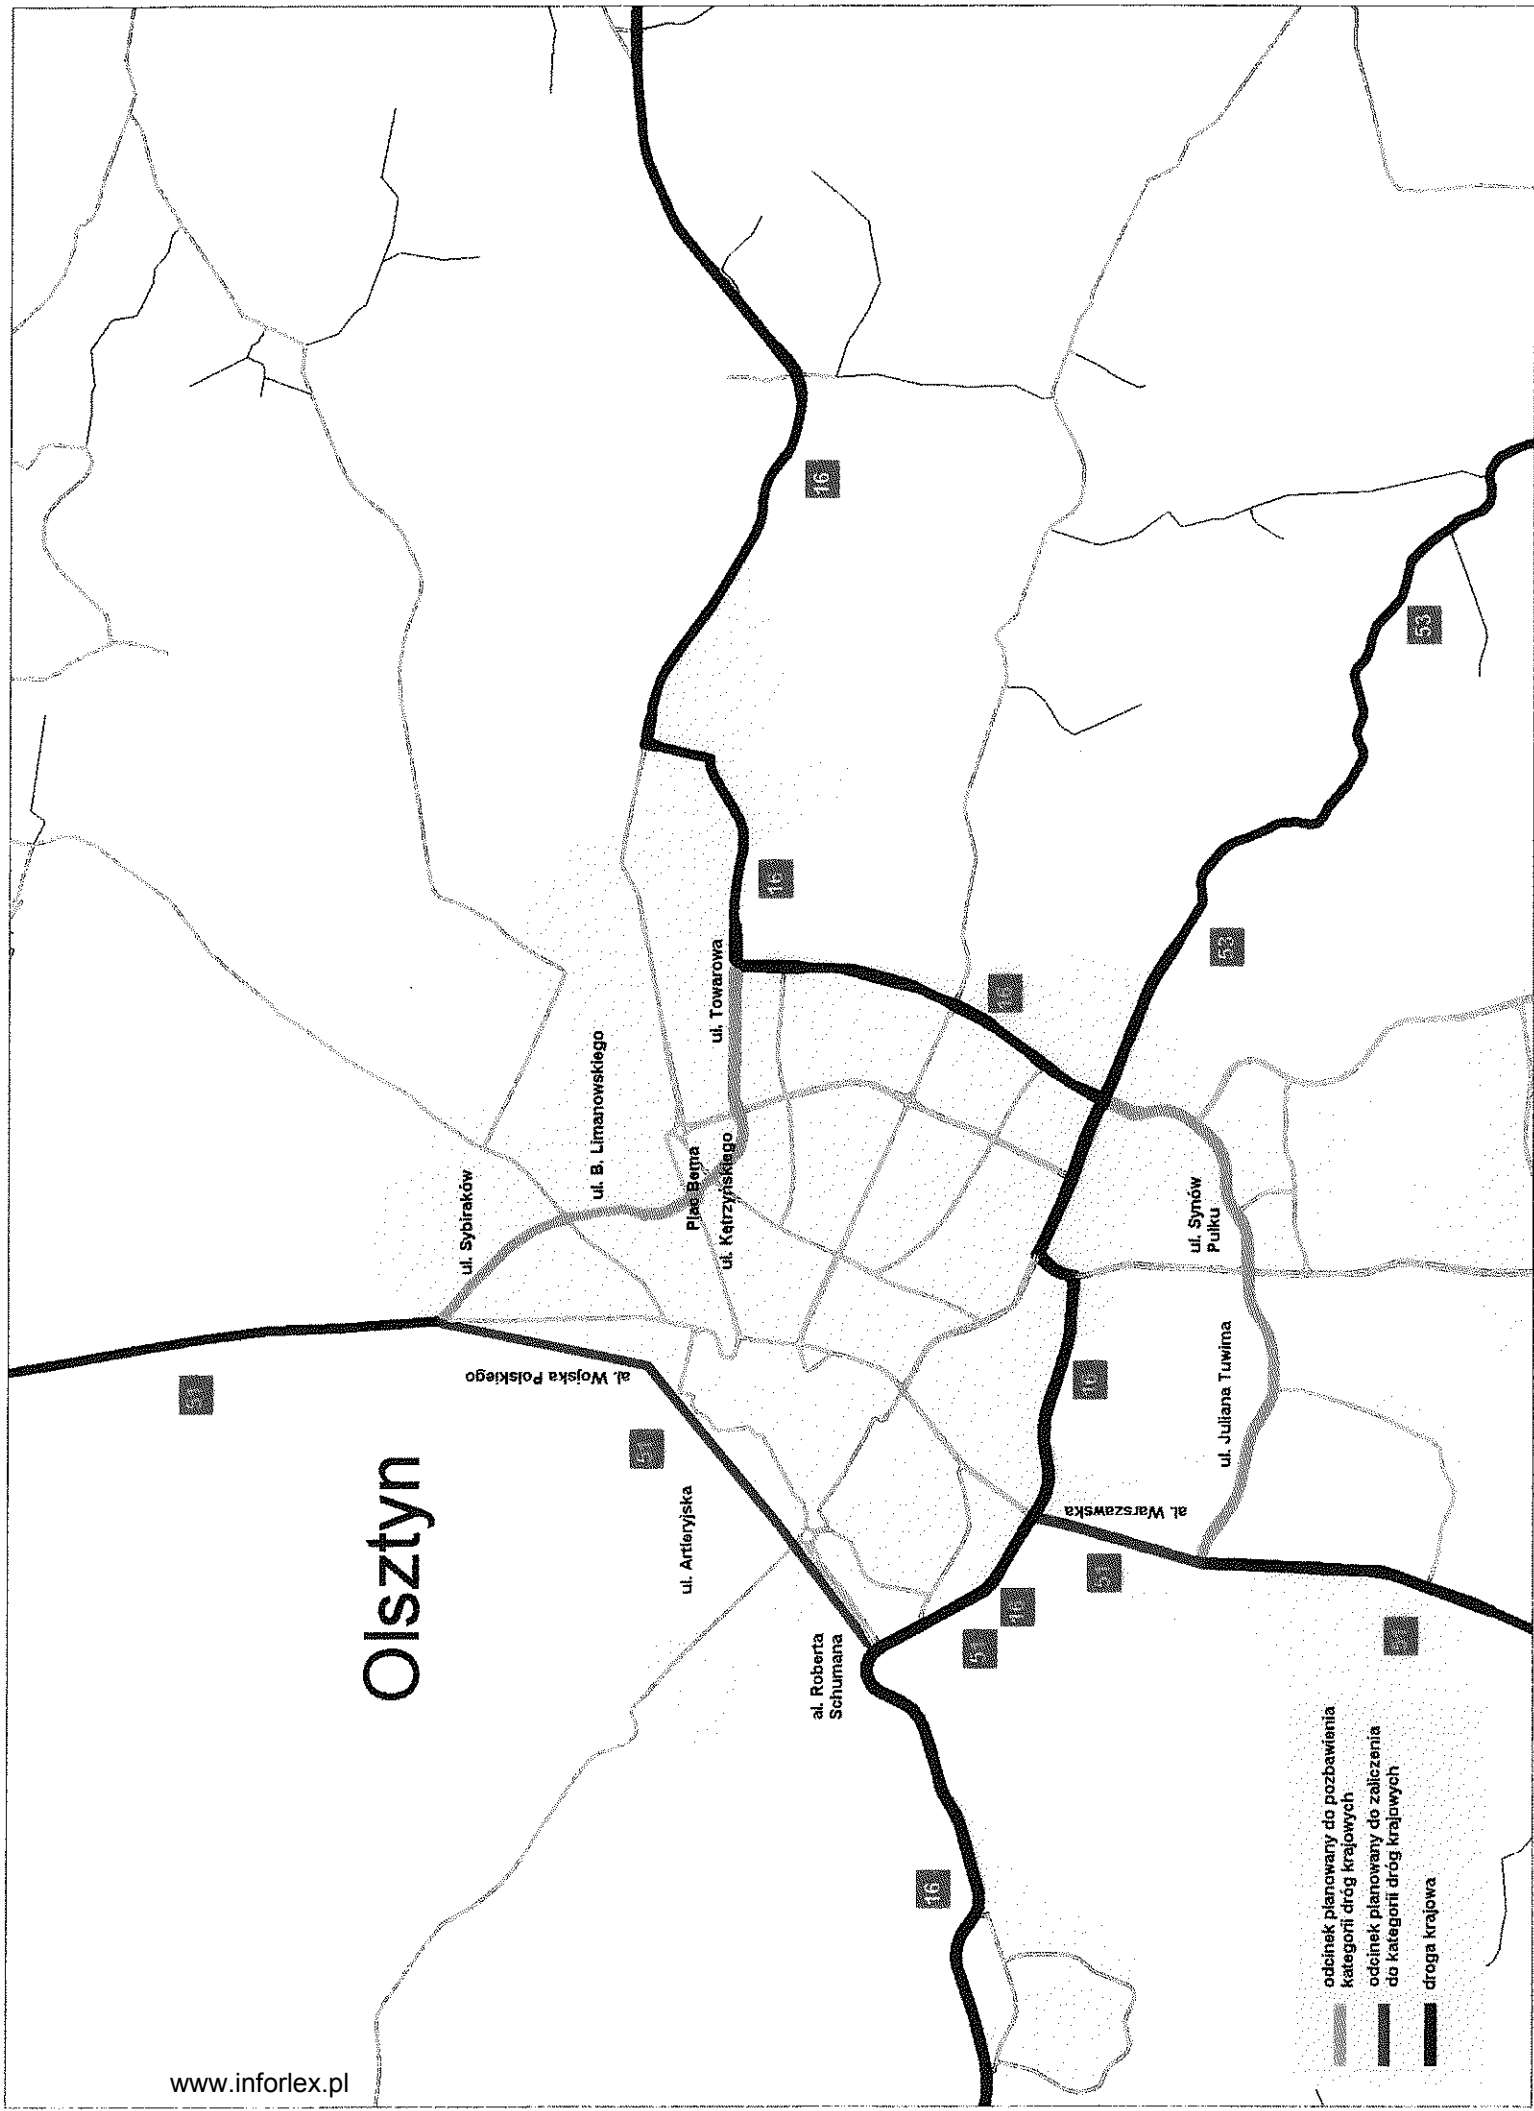 Olsztyn
51
al. Wojska Polskiego
51
ul. Artleryjska
al. Roberta
Schumana
ul. Sybiraków
ul. B. Limanowskiego
Plac Bema
ul. Kętrzyńskiego
ul. Towarowa
16
16
16
53
53
ul. Synów
Pułku
ul. Juliana Tuwima
al. Warszawska
16
51
16
51
51
16
odcinek planowany do pozbawienia
kategorii dróg krajowych
odcinek planowany do zaliczenia
do kategorii dróg krajowych
droga krajowa
www.inforlex.pl